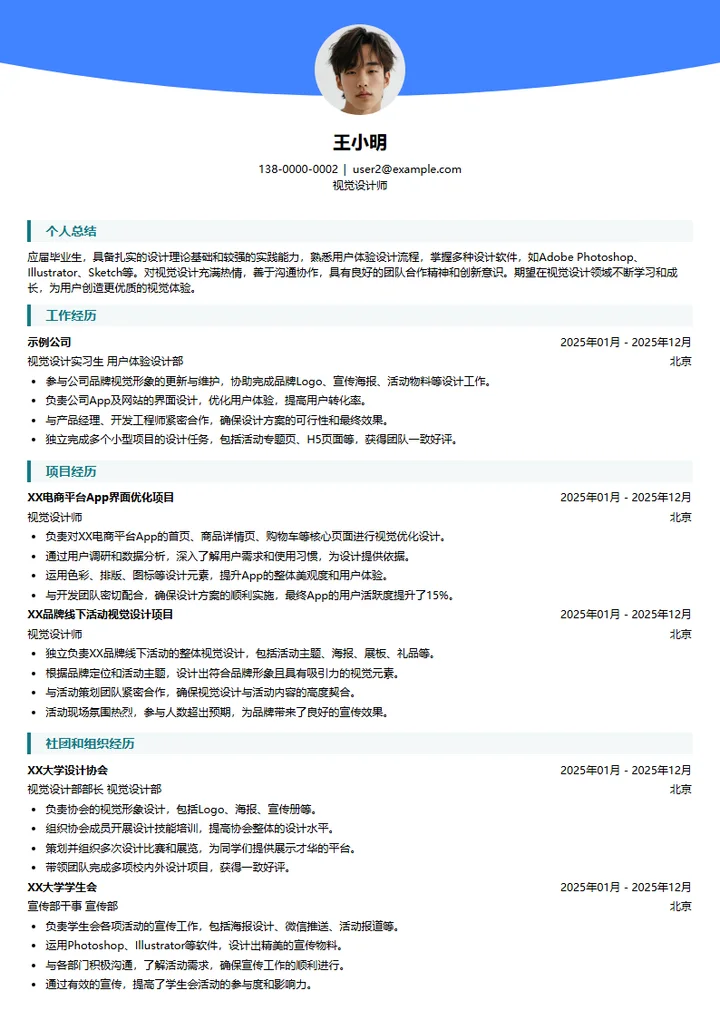 王小明
138-0000-0002 | user2@example.com
视觉设计师
个人总结
应届毕业生，具备扎实的设计理论基础和较强的实践能力，熟悉用户体验设计流程，掌握多种设计软件，如Adobe Photoshop、
Illustrator、Sketch等。对视觉设计充满热情，善于沟通协作，具有良好的团队合作精神和创新意识。期望在视觉设计领域不断学习和成
长，为用户创造更优质的视觉体验。
工作经历
示例公司 2025年01月 - 2025年12月
视觉设计实习生 用户体验设计部 北京
• 参与公司品牌视觉形象的更新与维护，协助完成品牌Logo、宣传海报、活动物料等设计工作。
• 负责公司App及网站的界面设计，优化用户体验，提高用户转化率。
• 与产品经理、开发工程师紧密合作，确保设计方案的可行性和最终效果。
• 独立完成多个小型项目的设计任务，包括活动专题页、H5页面等，获得团队一致好评。
项目经历
XX电商平台App界面优化项目 2025年01月 - 2025年12月
视觉设计师 北京
• 负责对XX电商平台App的首页、商品详情页、购物车等核心页面进行视觉优化设计。
• 通过用户调研和数据分析，深入了解用户需求和使用习惯，为设计提供依据。
• 运用色彩、排版、图标等设计元素，提升App的整体美观度和用户体验。
• 与开发团队密切配合，确保设计方案的顺利实施，最终App的用户活跃度提升了15%。
XX品牌线下活动视觉设计项目 2025年01月 - 2025年12月
视觉设计师 北京
• 独立负责XX品牌线下活动的整体视觉设计，包括活动主题、海报、展板、礼品等。
• 根据品牌定位和活动主题，设计出符合品牌形象且具有吸引力的视觉元素。
• 与活动策划团队紧密合作，确保视觉设计与活动内容的高度契合。
• 活动现场氛围热烈，参与人数超出预期，为品牌带来了良好的宣传效果。
社团和组织经历
XX大学设计协会 2025年01月 - 2025年12月
视觉设计部部长 视觉设计部 北京
• 负责协会的视觉形象设计，包括Logo、海报、宣传册等。
• 组织协会成员开展设计技能培训，提高协会整体的设计水平。
• 策划并组织多次设计比赛和展览，为同学们提供展示才华的平台。
• 带领团队完成多项校内外设计项目，获得一致好评。
XX大学学生会 2025年01月 - 2025年12月
宣传部干事 宣传部 北京
• 负责学生会各项活动的宣传工作，包括海报设计、微信推送、活动报道等。
• 运用Photoshop、Illustrator等软件，设计出精美的宣传物料。
• 与各部门积极沟通，了解活动需求，确保宣传工作的顺利进行。
• 通过有效的宣传，提高了学生会活动的参与度和影响力。